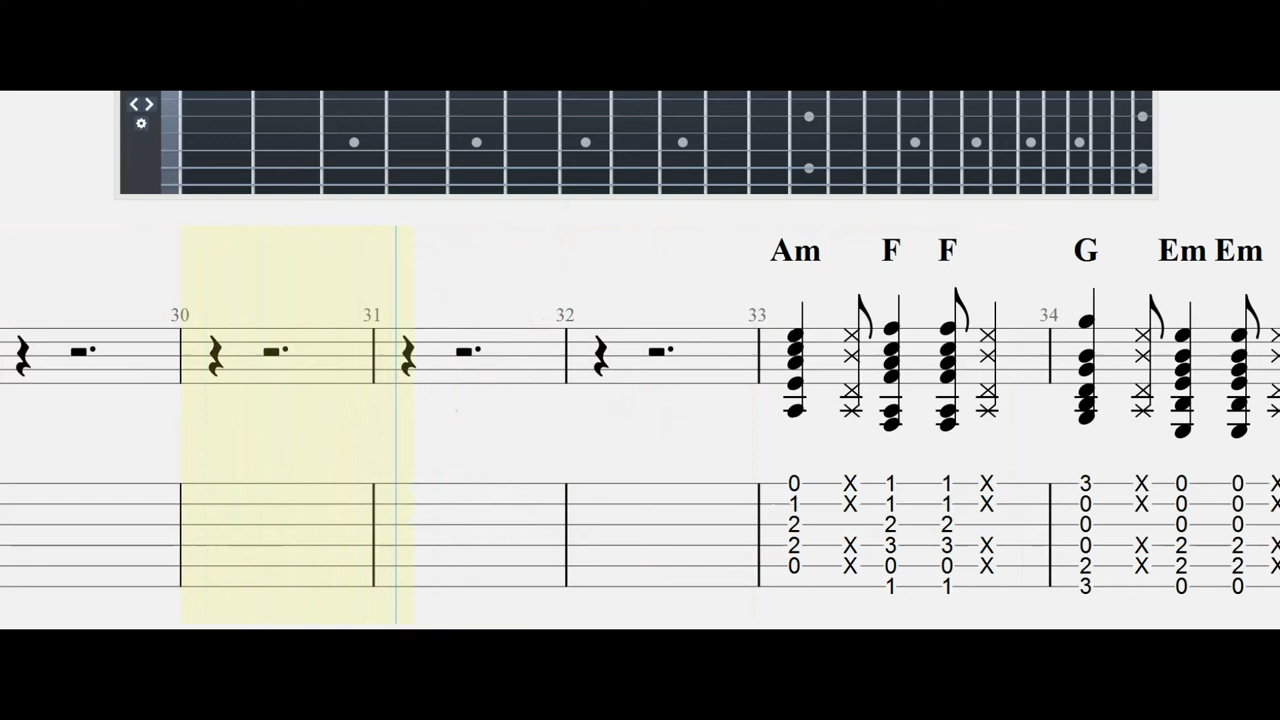 Am F F G Em Em
30 31 32 33 34
0 X 1 1 X 3 X 0 0 X
1 X 1 1 X 0 X 0 0 X
2 2 2 0 0 0
2 X 3 3 X 0 X 2 2 X
0 X 0 0 X 2 X 2 2 X
1 1 3 0 0